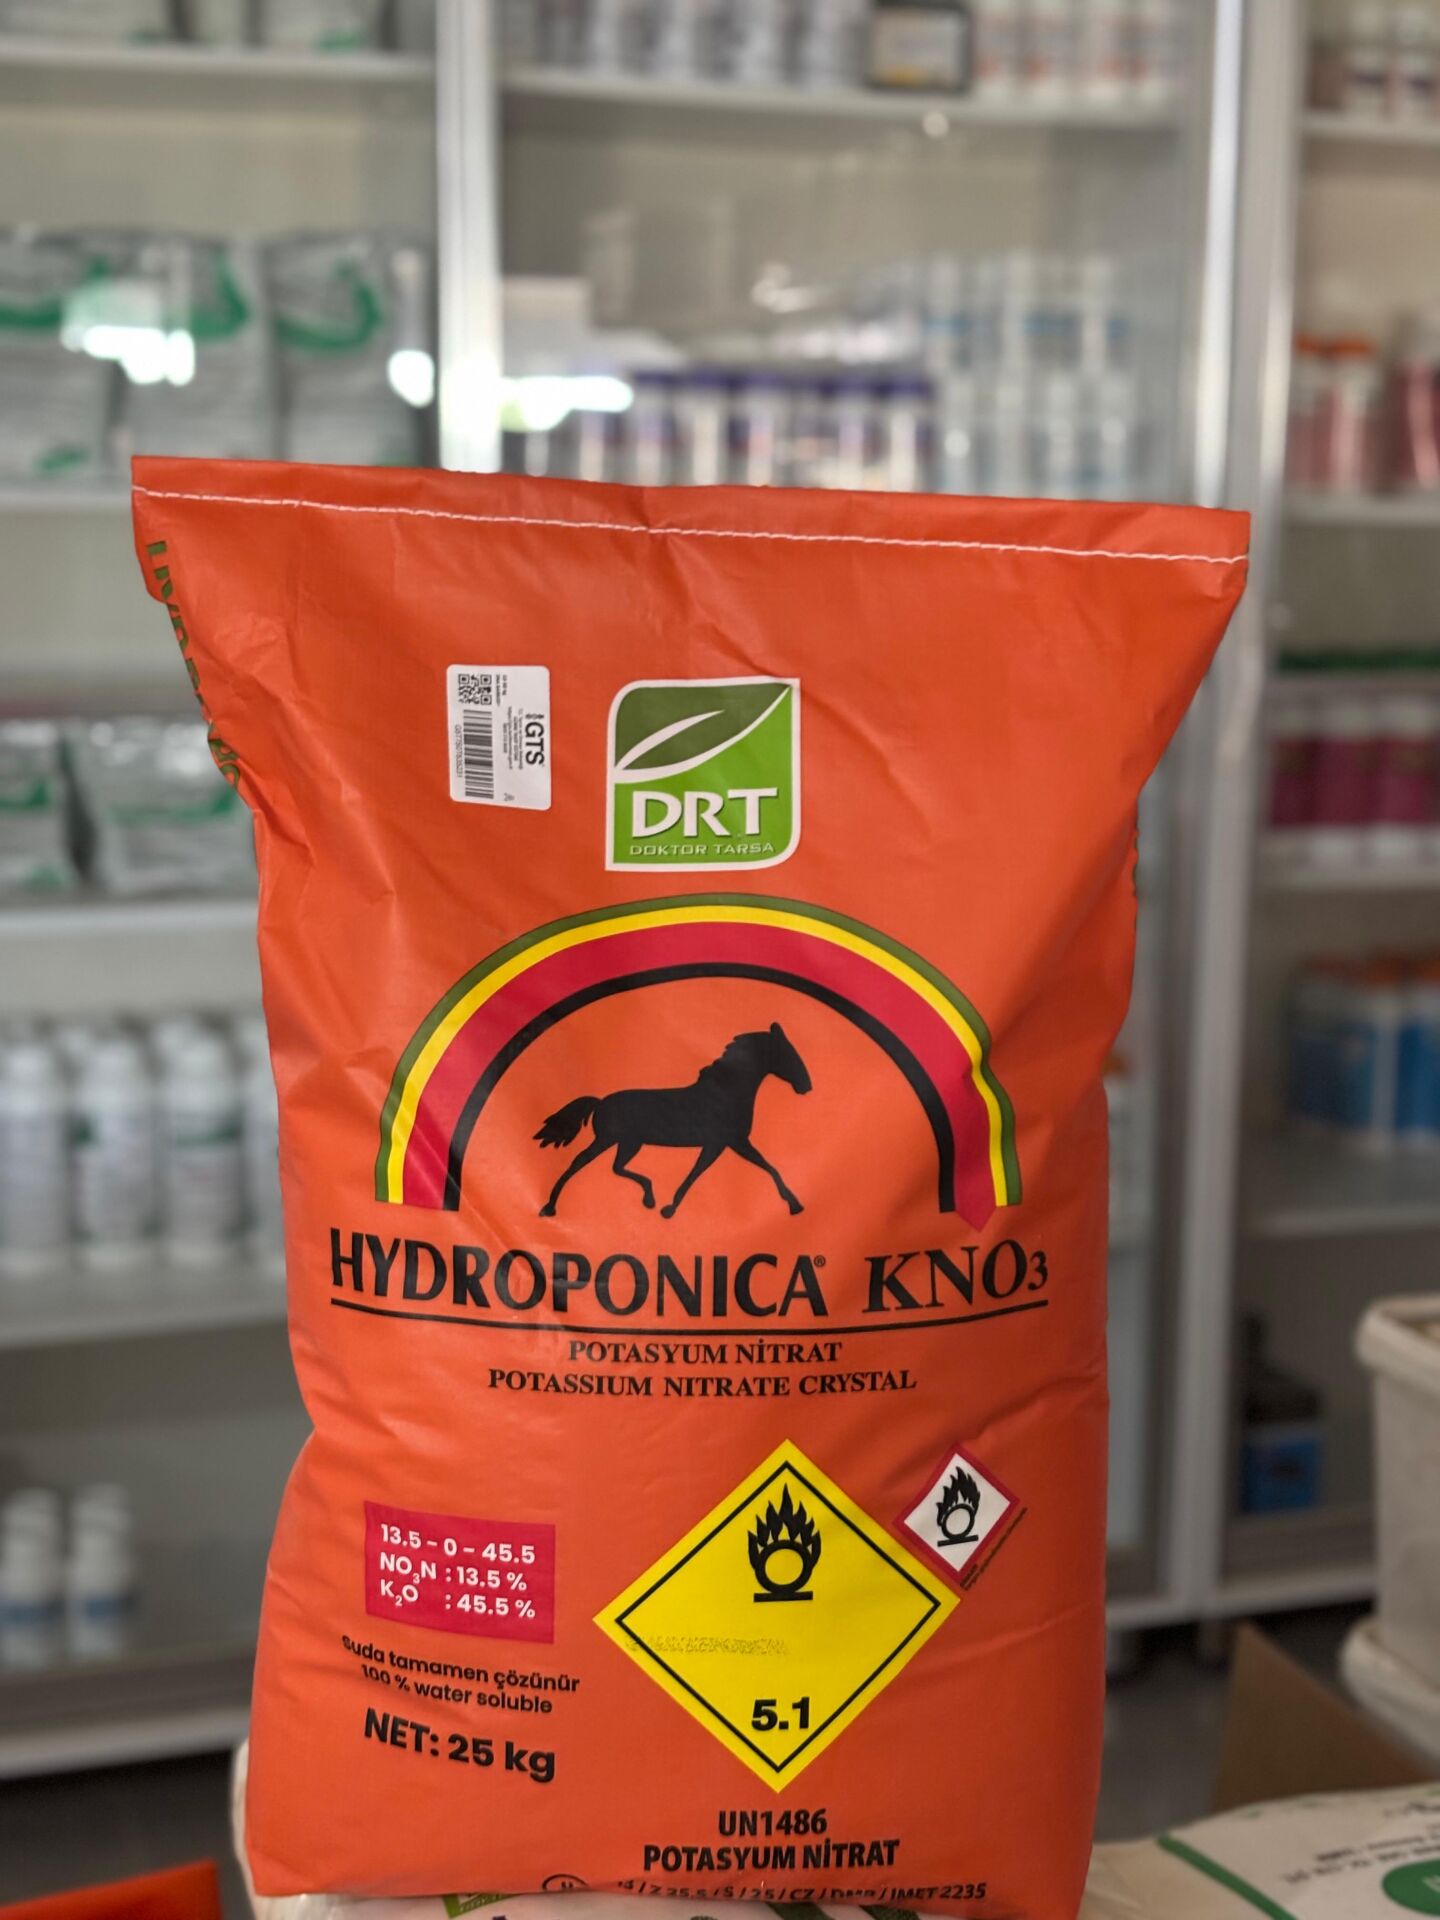 GTS
DRT
DOKTOR TARSA
HYDROPONICA® KNO₃
POTASYUM NİTRAT
POTASSIUM NITRATE CRYSTAL
13.5 - 0 - 45.5
NO₃N : 13.5 %
K₂O : 45.5 %
suda tamamen çözünür
100 % water soluble
NET: 25 kg
5.1
UN1486
POTASYUM NİTRAT